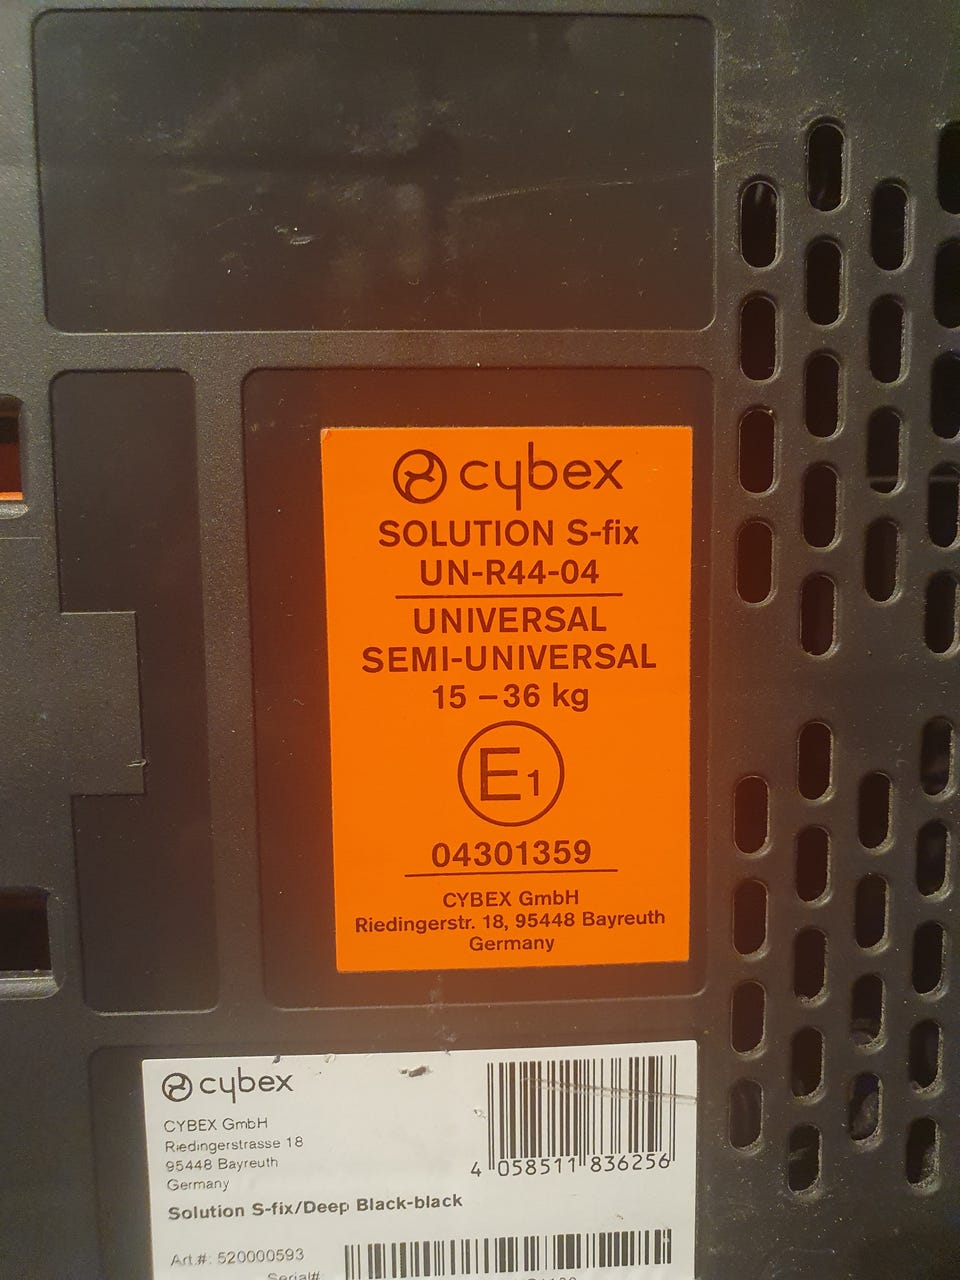 cybex
SOLUTION S-fix
UN-R44-04
UNIVERSAL
SEMI-UNIVERSAL
15 – 36 kg
E1
04301359
CYBEX GmbH
Riedingerstr. 18, 95448 Bayreuth
Germany
cybex
CYBEX GmbH
Riedingerstrasse 18
95448 Bayreuth
Germany
4 058511 836256
Solution S-fix/Deep Black-black
Art.#: 520000593
Serial#: